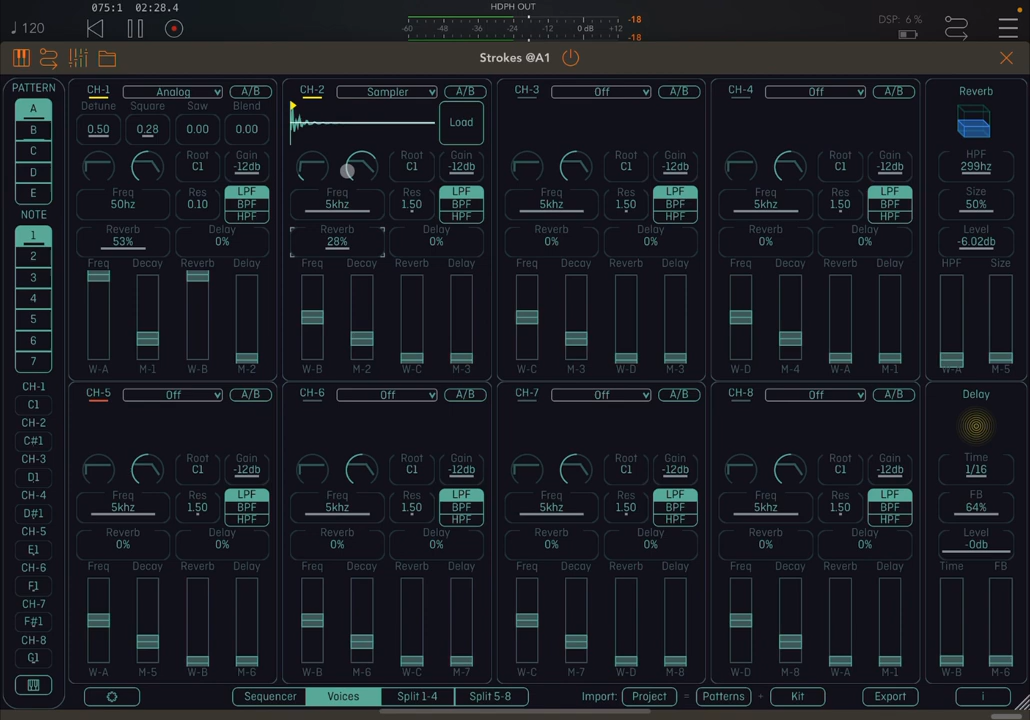 HDPH OUT
120
075:1 02:28.4
-60 -48 -36 -24 -12 0 dB +12
-18
-18
DSP: 6 %
Strokes @A1
PATTERN
A
B
C
D
E
NOTE
1
2
3
4
5
6
7
CH-1
C1
CH-2
C#1
CH-3
D1
CH-4
D#1
CH-5
E1
CH-6
F1
CH-7
F#1
CH-8
G1
CH-1 Analog A/B
Detune Square Saw Blend
0.50 0.28 0.00 0.00
Root Gain
C1 -12db
Freq Res LPF
50hz 0.10 BPF
HPF
Reverb Delay
53% 0%
Freq Decay Reverb Delay
W-A M-1 W-B M-2
CH-2 Sampler A/B
Load
Root Gain
C1 -12db
Freq Res LPF
5khz 1.50 BPF
HPF
Reverb Delay
28% 0%
Freq Decay Reverb Delay
W-B M-2 W-C M-3
CH-3 Off A/B
Root Gain
C1 -12db
Freq Res LPF
5khz 1.50 BPF
HPF
Reverb Delay
0% 0%
Freq Decay Reverb Delay
W-C M-3 W-D M-3
CH-4 Off A/B
Root Gain
C1 -12db
Freq Res LPF
5khz 1.50 BPF
HPF
Reverb Delay
0% 0%
Freq Decay Reverb Delay
W-D M-4 W-A M-1
Reverb
HPF
299hz
Size
50%
Level
-6.02db
HPF Size
W-A M-5
CH-5 Off A/B
Root Gain
C1 -12db
Freq Res LPF
5khz 1.50 BPF
HPF
Reverb Delay
0% 0%
Freq Decay Reverb Delay
W-A M-5 W-B M-6
CH-6 Off A/B
Root Gain
C1 -12db
Freq Res LPF
5khz 1.50 BPF
HPF
Reverb Delay
0% 0%
Freq Decay Reverb Delay
W-B M-6 W-C M-7
CH-7 Off A/B
Root Gain
C1 -12db
Freq Res LPF
5khz 1.50 BPF
HPF
Reverb Delay
0% 0%
Freq Decay Reverb Delay
W-C M-7 W-D M-8
CH-8 Off A/B
Root Gain
C1 -12db
Freq Res LPF
5khz 1.50 BPF
HPF
Reverb Delay
0% 0%
Freq Decay Reverb Delay
W-D M-8 W-A M-1
Delay
Time
1/16
FB
64%
Level
-0db
Time FB
W-D M-6
Sequencer Voices Split 1-4 Split 5-8 Import: Project = Patterns + Kit Export i